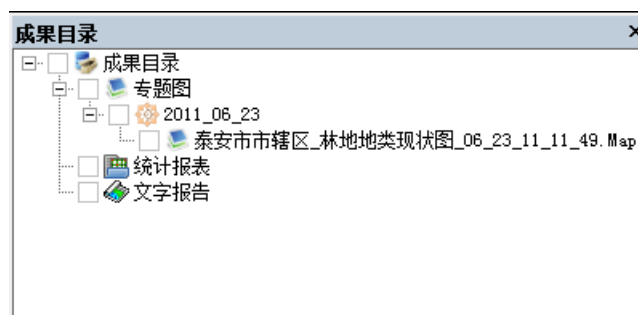 成果目录
成果目录
专题图
2011_06_23
泰安市市辖区_林地地类现状图_06_23_11_11_49.Map
统计报表
文字报告